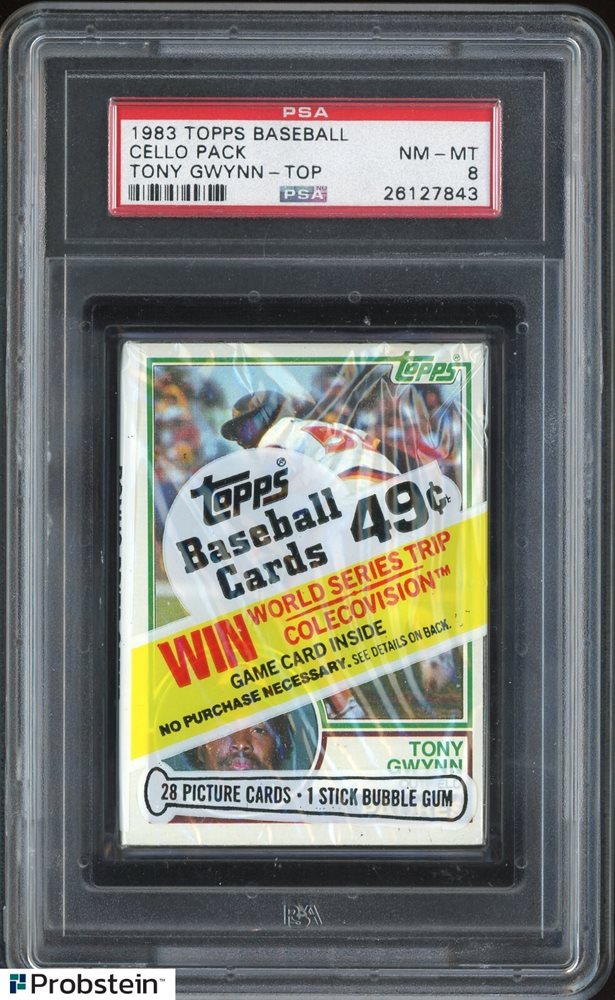 PSA
1983 TOPPS BASEBALL
CELLO PACK
TONY GWYNN - TOP
NM - MT
8
PSA
26127843
Topps®
Topps®
Baseball
Cards 49¢
WIN WORLD SERIES TRIP
COLECOVISION™
GAME CARD INSIDE
NO PURCHASE NECESSARY. SEE DETAILS ON BACK.
TONY
GWYNN
28 PICTURE CARDS • 1 STICK BUBBLE GUM
PSA
Probstein™